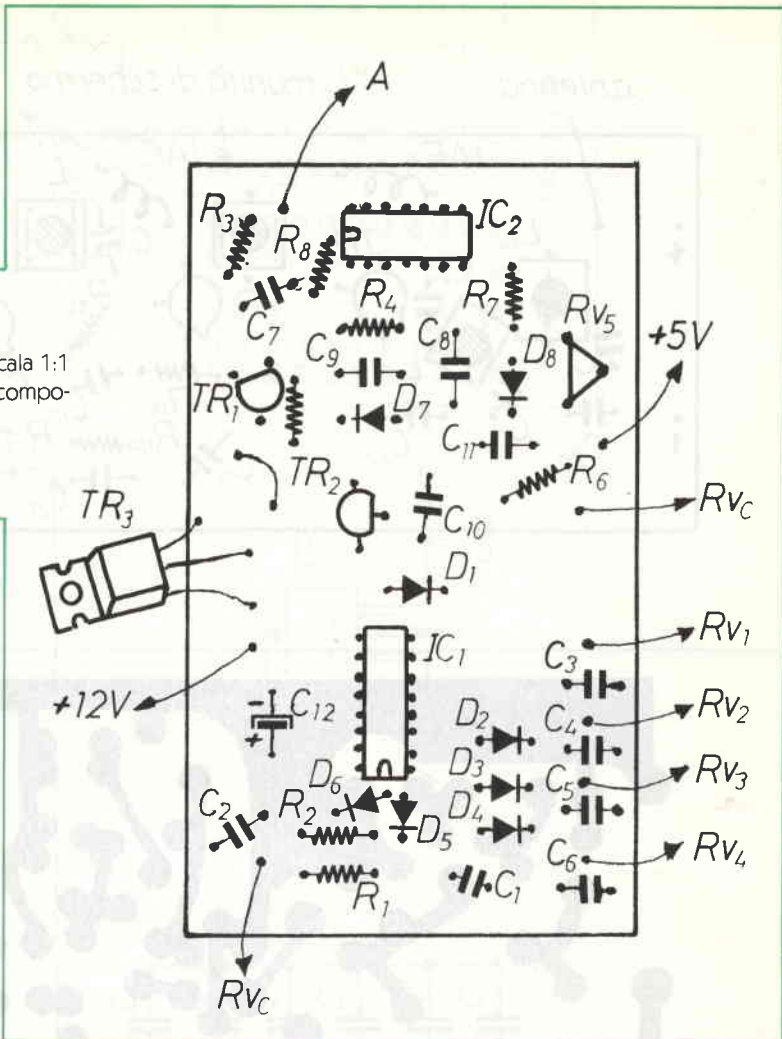 A
R3
R8
IC2
C7
R4
R7
C8
Rv5
cala 1:1
compo-
C9
D8
+5V
TR1
D7
C11
R6
TR2
C10
RvC
TR3
D1
Rv1
IC1
C3
+12V
C12
-
+
D2
C4
Rv2
D3
C5
Rv3
D6
D4
D5
C2
R2
C6
Rv4
R1
C1
RvC